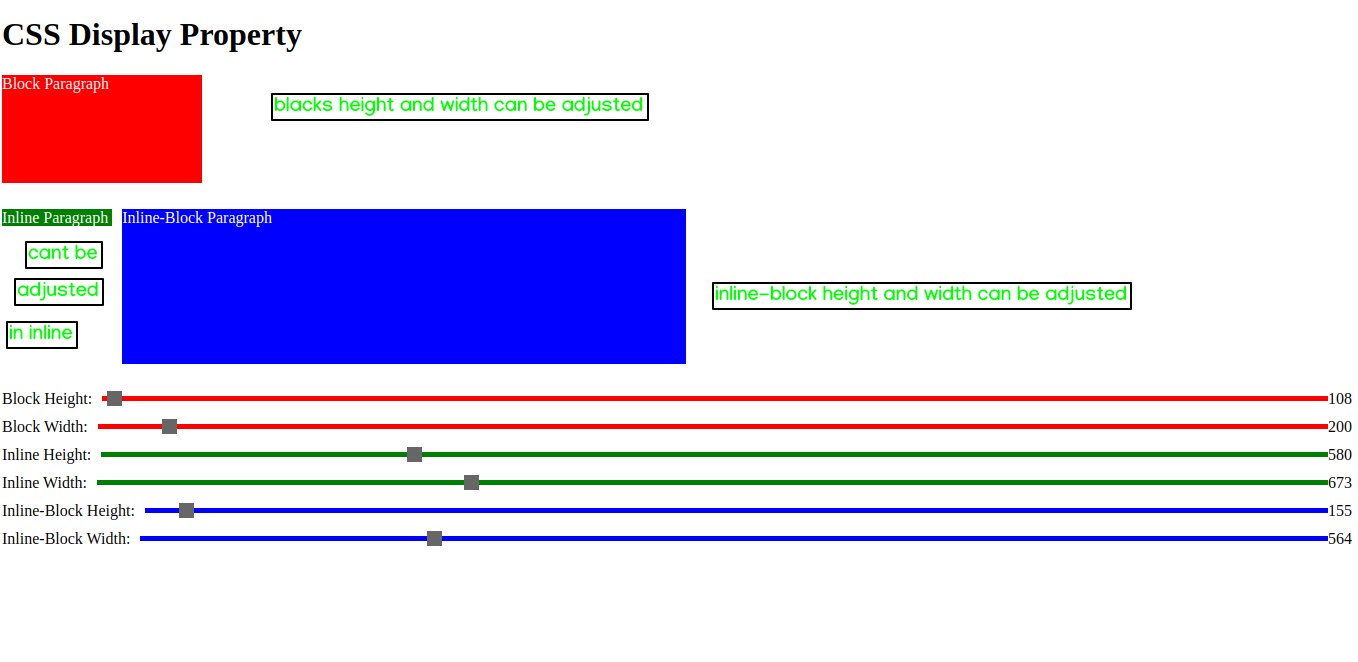 CSS Display Property
Block Paragraph
blacks height and width can be adjusted
Inline Paragraph
Inline-Block Paragraph
cant be
adjusted
in inline
inline-block height and width can be adjusted
Block Height: 108
Block Width: 200
Inline Height: 580
Inline Width: 673
Inline-Block Height: 155
Inline-Block Width: 564